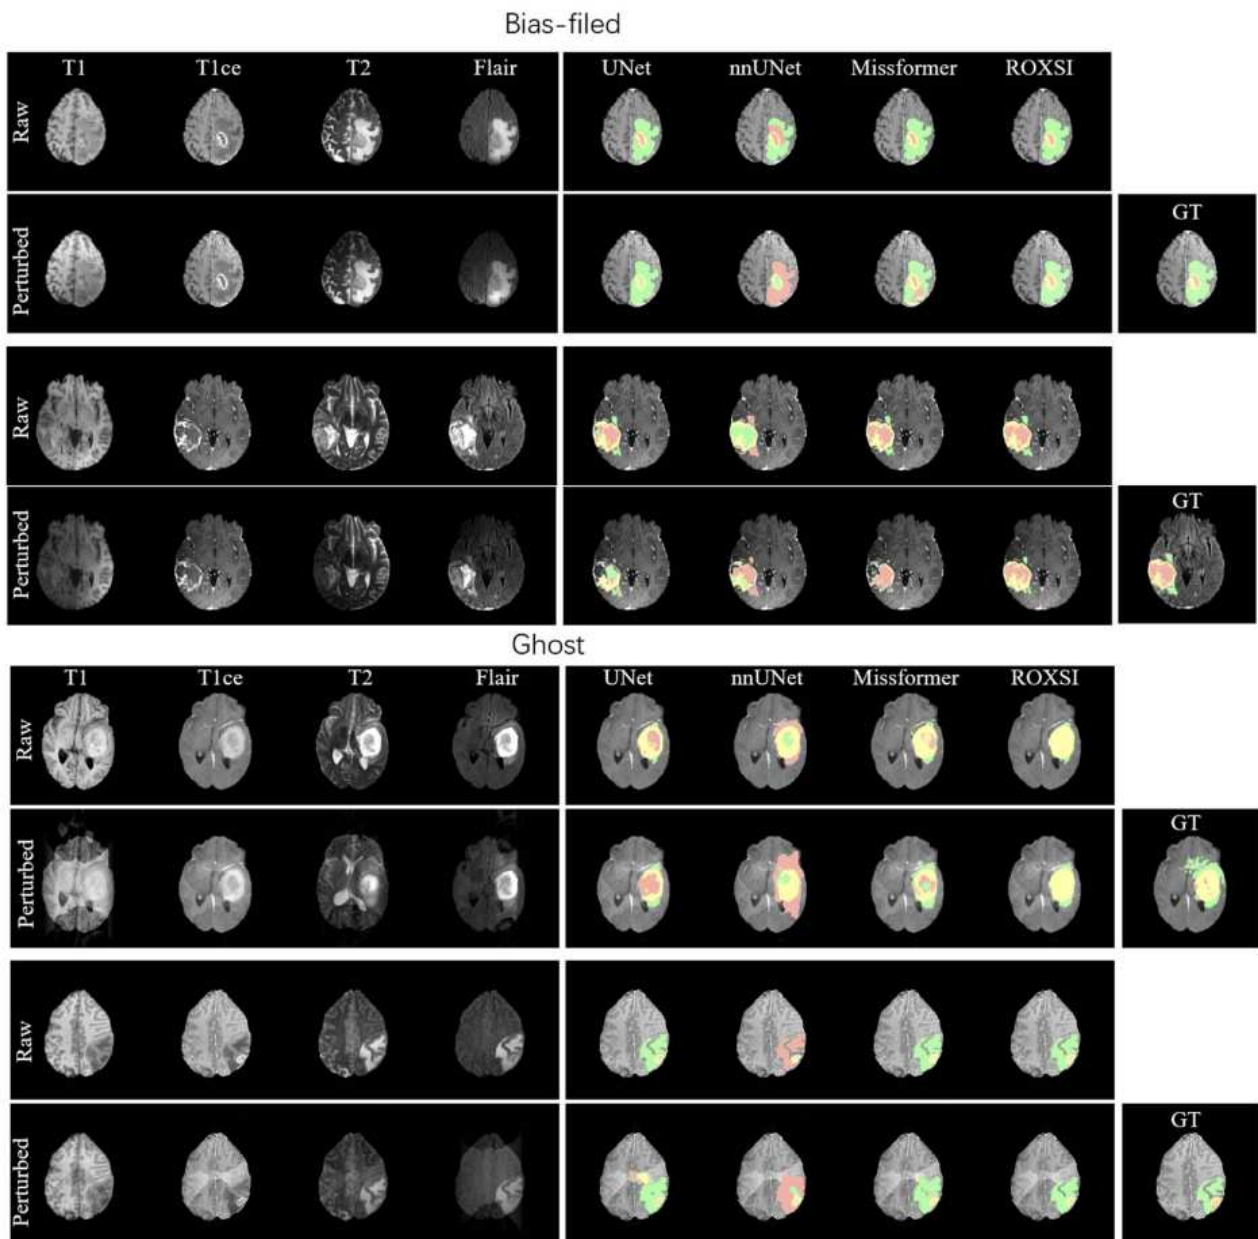 Bias-filed
T1 T1ce T2 Flair UNet nnUNet Missformer ROXSI
Raw
Perturbed
GT
Raw
Perturbed
GT
Ghost
T1 T1ce T2 Flair UNet nnUNet Missformer ROXSI
Raw
Perturbed
GT
Raw
Perturbed
GT